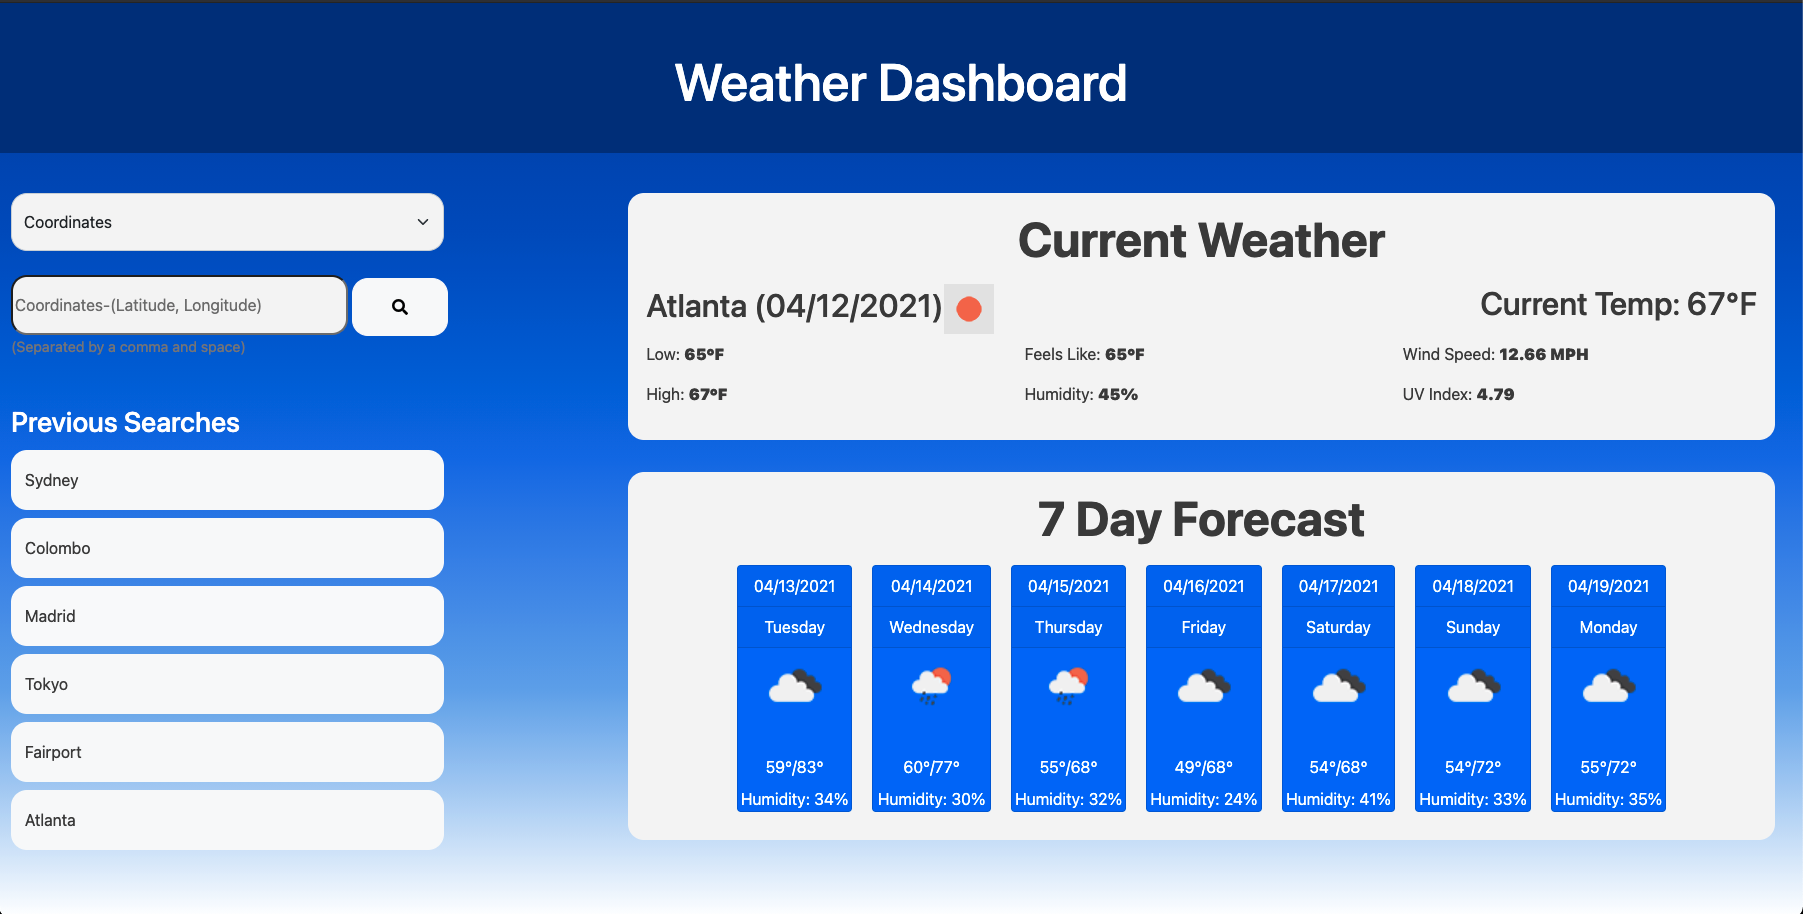 Weather Dashboard
Coordinates
Coordinates-(Latitude, Longitude)
(Separated by a comma and space)
Previous Searches
Sydney
Colombo
Madrid
Tokyo
Fairport
Atlanta
Current Weather
Atlanta (04/12/2021)
Current Temp: 67°F
Low: 65°F
Feels Like: 65°F
Wind Speed: 12.66 MPH
High: 67°F
Humidity: 45%
UV Index: 4.79
7 Day Forecast
04/13/2021
Tuesday
59°/83°
Humidity: 34%
04/14/2021
Wednesday
60°/77°
Humidity: 30%
04/15/2021
Thursday
55°/68°
Humidity: 32%
04/16/2021
Friday
49°/68°
Humidity: 24%
04/17/2021
Saturday
54°/68°
Humidity: 41%
04/18/2021
Sunday
54°/72°
Humidity: 33%
04/19/2021
Monday
55°/72°
Humidity: 35%